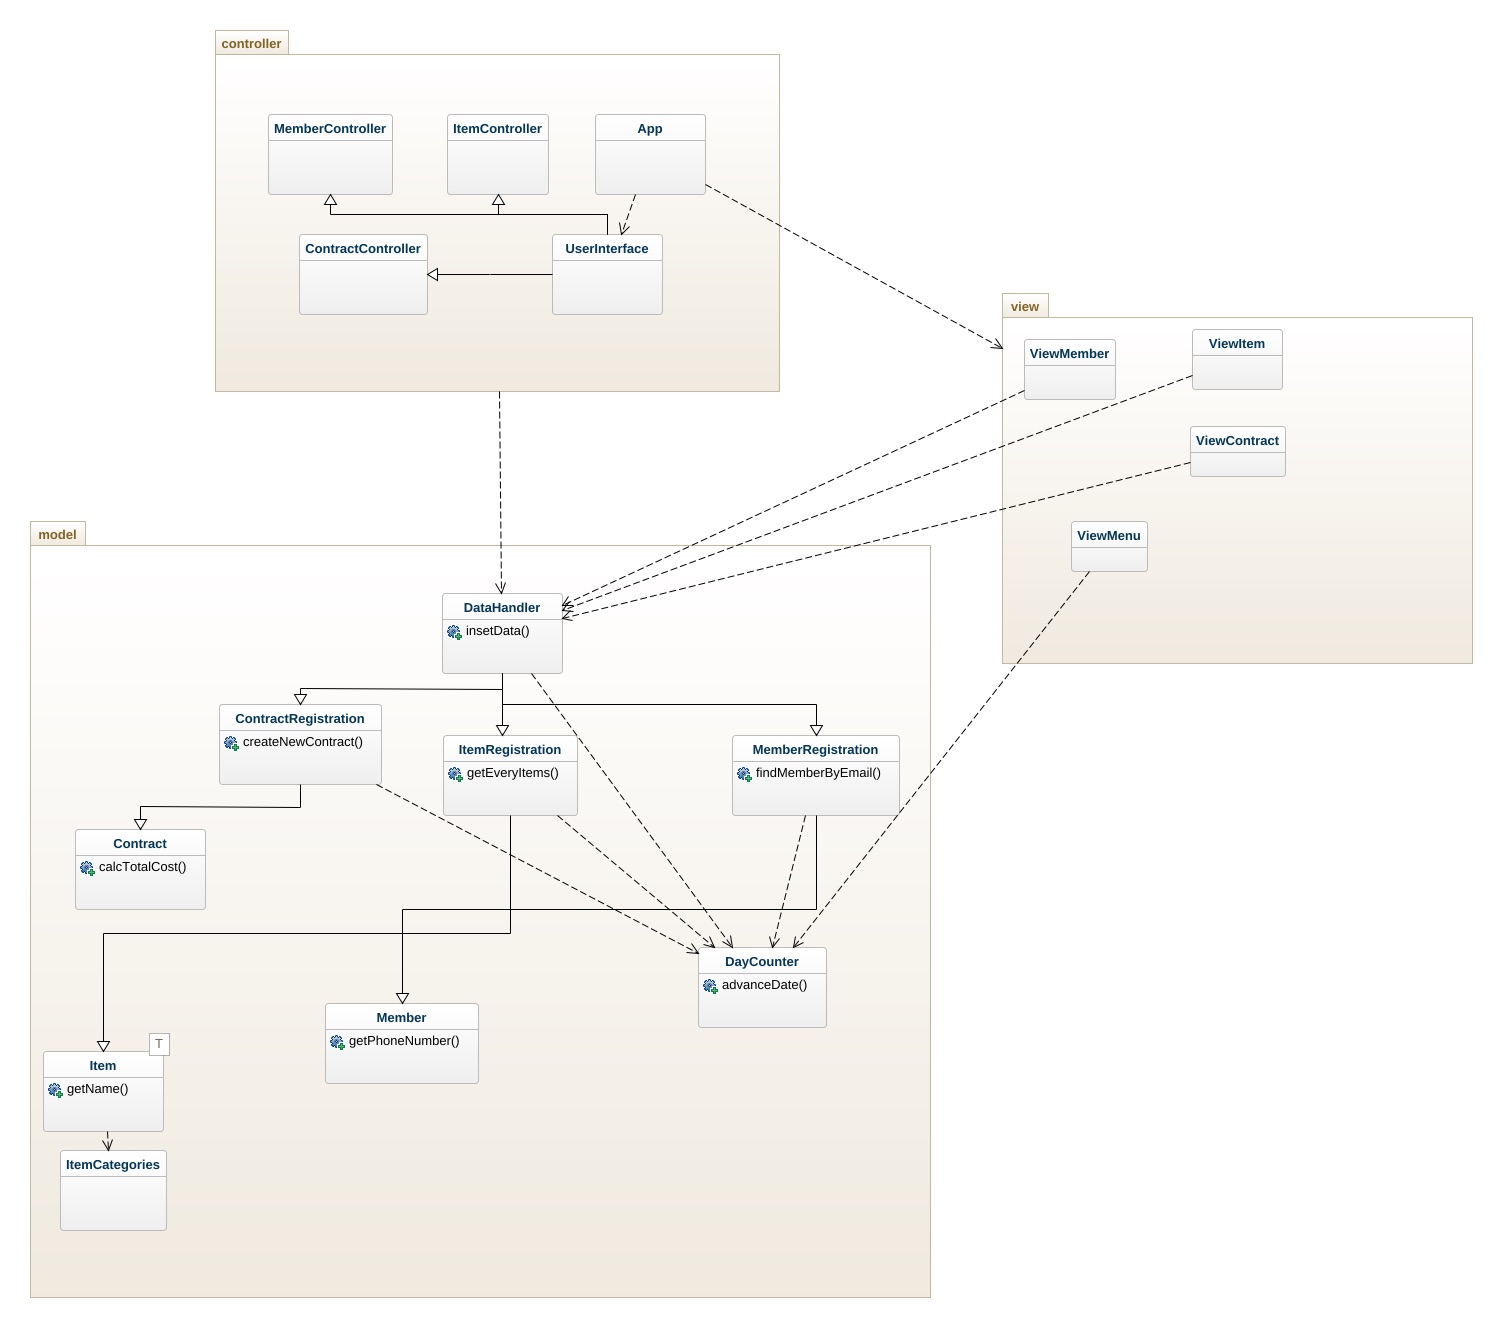 controller
MemberController
ItemController
App
ContractController
UserInterface
view
ViewMember
ViewItem
ViewContract
ViewMenu
model
DataHandler
insetData()
ContractRegistration
createNewContract()
ItemRegistration
getEveryItems()
MemberRegistration
findMemberByEmail()
Contract
calcTotalCost()
DayCounter
advanceDate()
Member
getPhoneNumber()
T
Item
getName()
ItemCategories